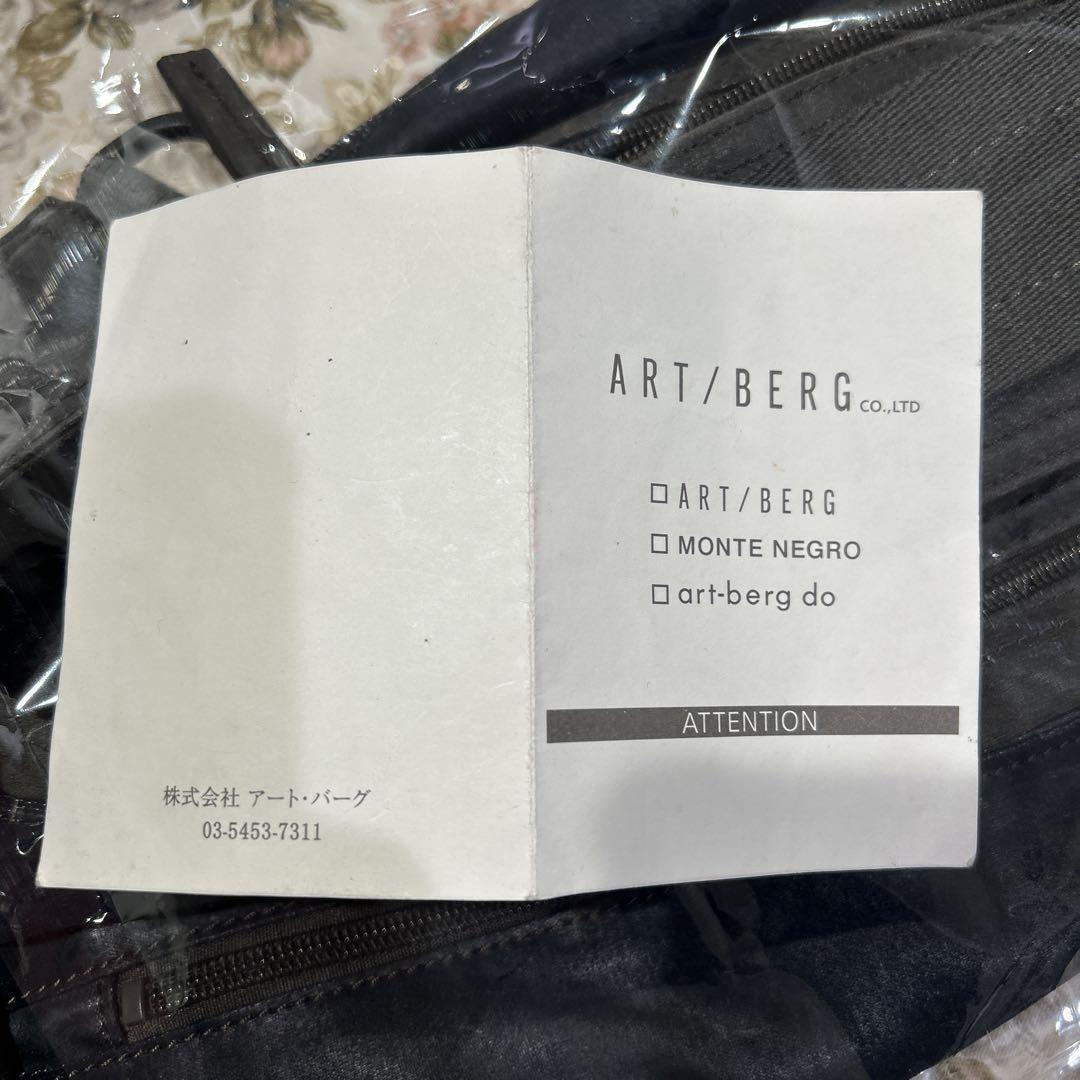 ART/BERG CO.,LTD
□ ART/BERG
□ MONTE NEGRO
□ art-berg do
ATTENTION
株式会社 アート・バーグ
03-5453-7311